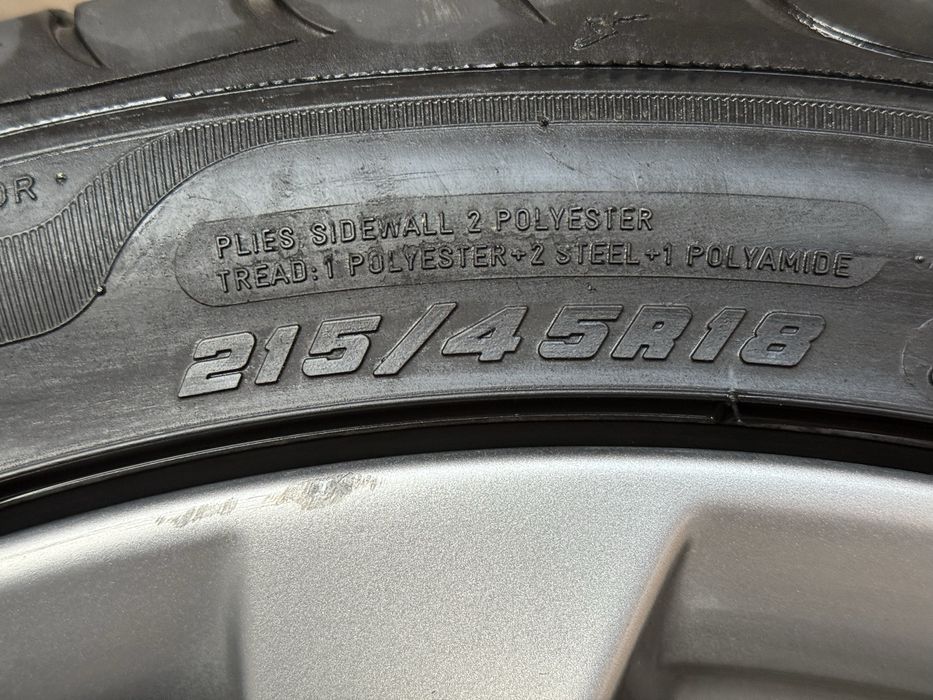 PLIES SIDEWALL 2 POLYESTER
TREAD: 1 POLYESTER+2 STEEL+1 POLYAMIDE
215/45R18